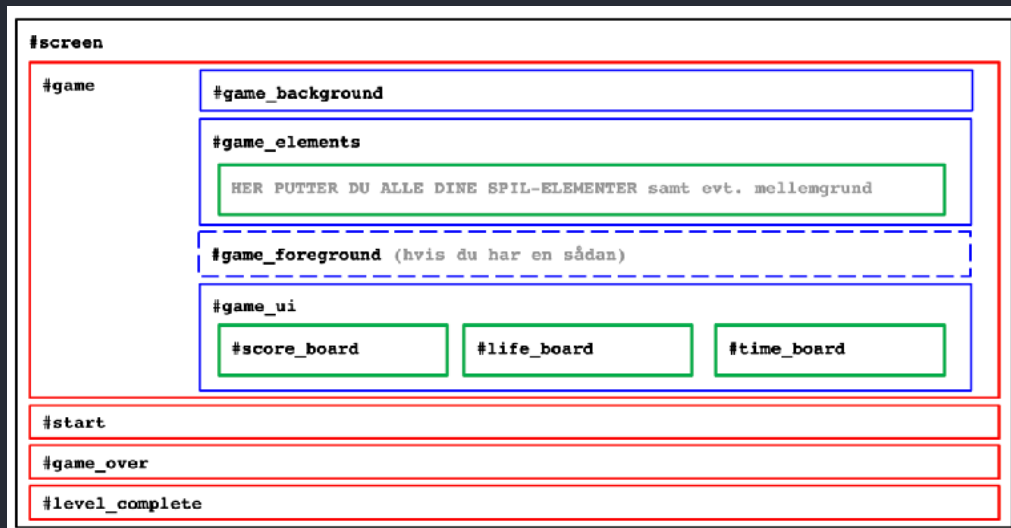 #screen
#game
#game_background
#game_elements
HER PUTTER DU ALLE DINE SPIL-ELEMENTER samt evt. mellemgrund
#game_foreground (hvis du har en sådan)
#game_ui
#score_board
#life_board
#time_board
#start
#game_over
#level_complete